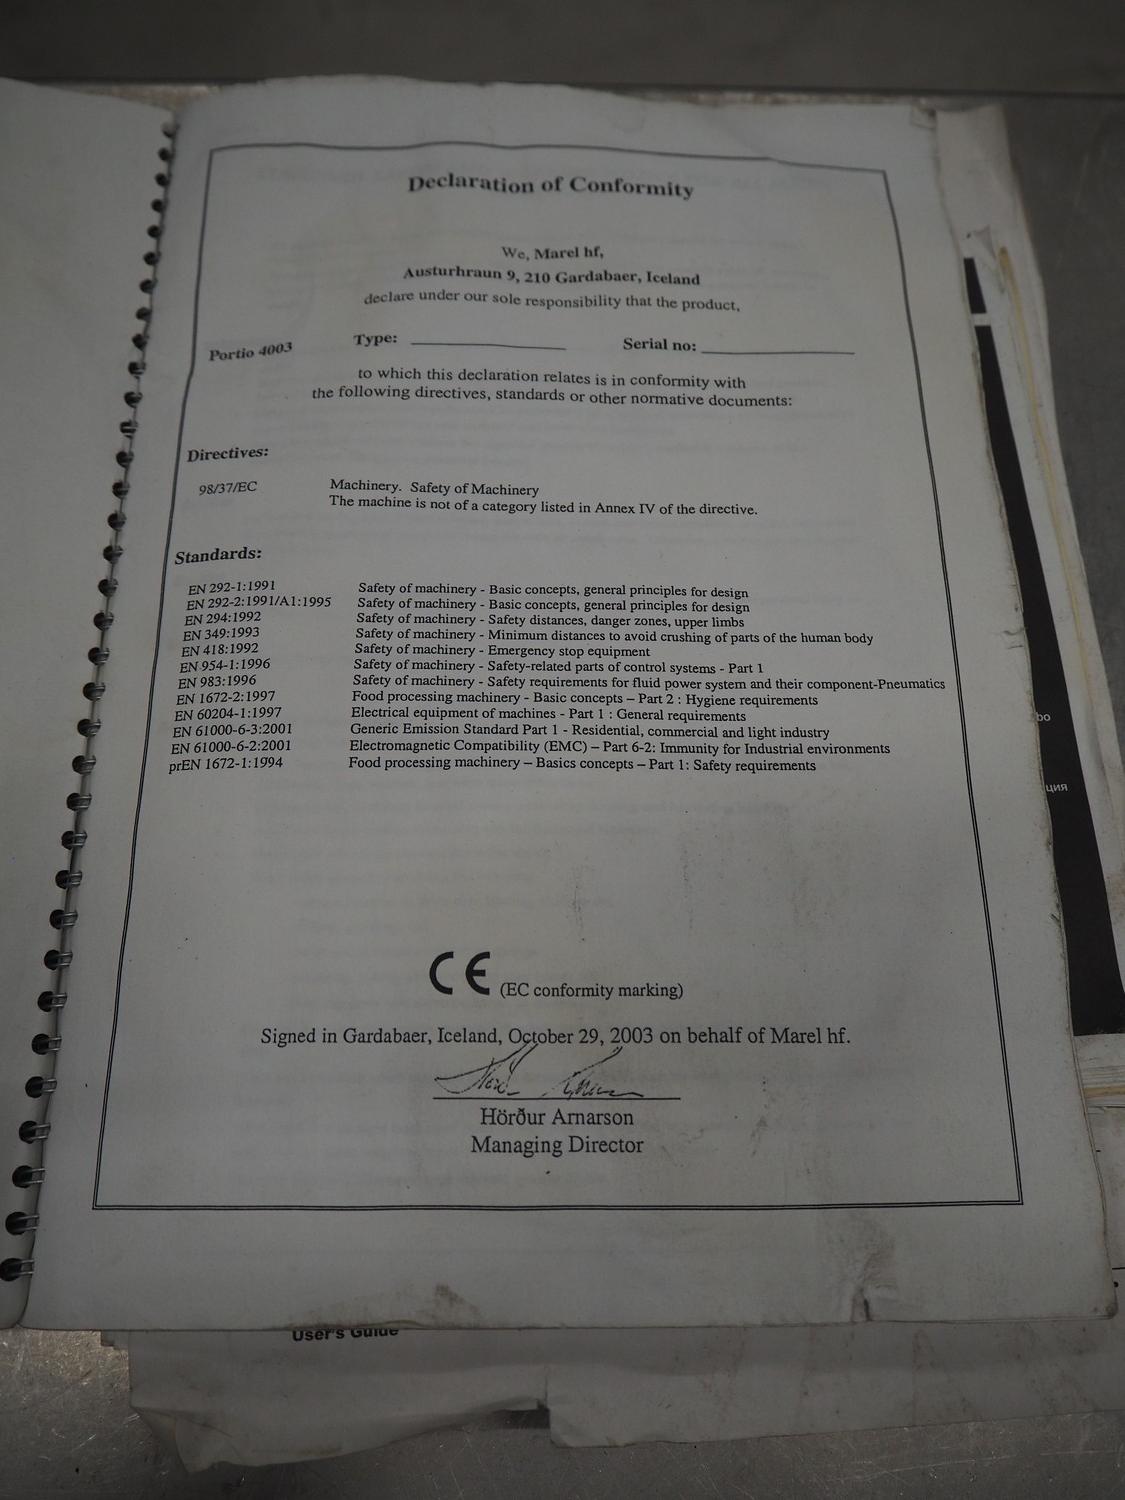 Declaration of Conformity
We, Marel hf,
Austurhraun 9, 210 Gardabaer, Iceland
declare under our sole responsibility that the product,
Portio 4003 Type: Serial no:
to which this declaration relates is in conformity with
the following directives, standards or other normative documents:
Directives:
98/37/EC Machinery. Safety of Machinery
The machine is not of a category listed in Annex IV of the directive.
Standards:
EN 292-1:1991 Safety of machinery - Basic concepts, general principles for design
EN 292-2:1991/A1:1995 Safety of machinery - Basic concepts, general principles for design
EN 294:1992 Safety of machinery - Safety distances, danger zones, upper limbs
EN 349:1993 Safety of machinery - Minimum distances to avoid crushing of parts of the human body
EN 418:1992 Safety of machinery - Emergency stop equipment
EN 954-1:1996 Safety of machinery - Safety-related parts of control systems - Part 1
EN 983:1996 Safety of machinery - Safety requirements for fluid power system and their component-Pneumatics
EN 1672-2:1997 Food processing machinery - Basic concepts – Part 2 : Hygiene requirements
EN 60204-1:1997 Electrical equipment of machines - Part 1 : General requirements
EN 61000-6-3:2001 Generic Emission Standard Part 1 - Residential, commercial and light industry
EN 61000-6-2:2001 Electromagnetic Compatibility (EMC) – Part 6-2: Immunity for Industrial environments
prEN 1672-1:1994 Food processing machinery – Basics concepts – Part 1: Safety requirements
CE (EC conformity marking)
Signed in Gardabaer, Iceland, October 29, 2003 on behalf of Marel hf.
Hörður Arnarson
Managing Director
User's Guide
bo
ция